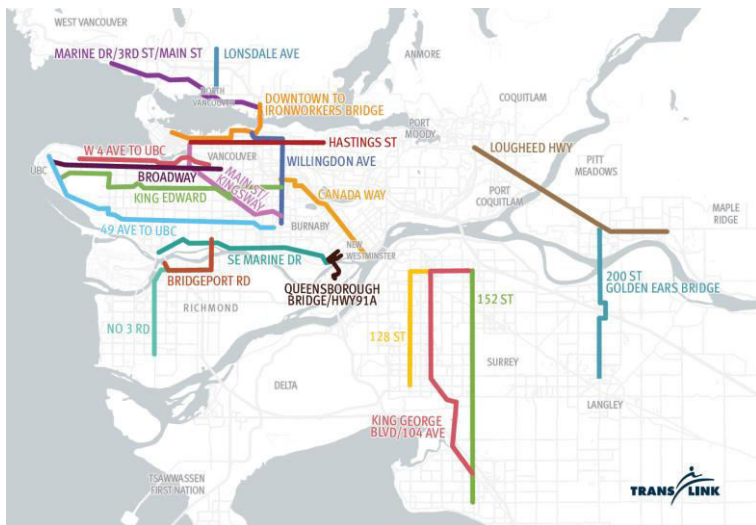 WEST VANCOUVER
MARINE DR/3RD ST/MAIN ST
LONSDALE AVE
ANMORE
NORTH
VANCOUVER
DOWNTOWN TO
IRONWORKERS BRIDGE
COQUITLAM
PORT
MOODY
HASTINGS ST
LOUGHEED HWY
W 4 AVE TO UBC
VANCOUVER
WILLINGDON AVE
PITT
MEADOWS
UBC
BROADWAY
MAIN ST/
KINGSWAY
CANADA WAY
PORT
COQUITLAM
KING EDWARD
MAPLE
RIDGE
49 AVE TO UBC
BURNABY
NEW
WESTMINSTER
SE MARINE DR
BRIDGEPORT RD
QUEENSBOROUGH
BRIDGE/HWY91A
200 ST
GOLDEN EARS BRIDGE
RICHMOND
152 ST
NO 3 RD
128 ST
SURREY
DELTA
LANGLEY
KING GEORGE
BLVD/104 AVE
TSAWWASSEN
FIRST NATION
TRANS LINK